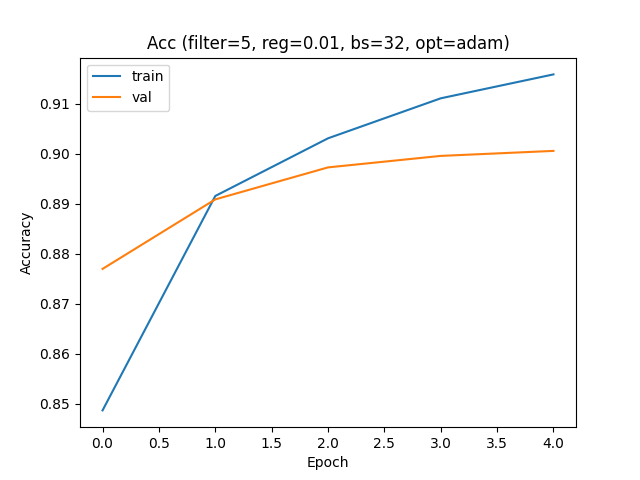 Acc (filter=5, reg=0.01, bs=32, opt=adam)
train
val
0.91
0.90
0.89
0.88
0.87
0.86
0.85
Accuracy
0.0 0.5 1.0 1.5 2.0 2.5 3.0 3.5 4.0
Epoch